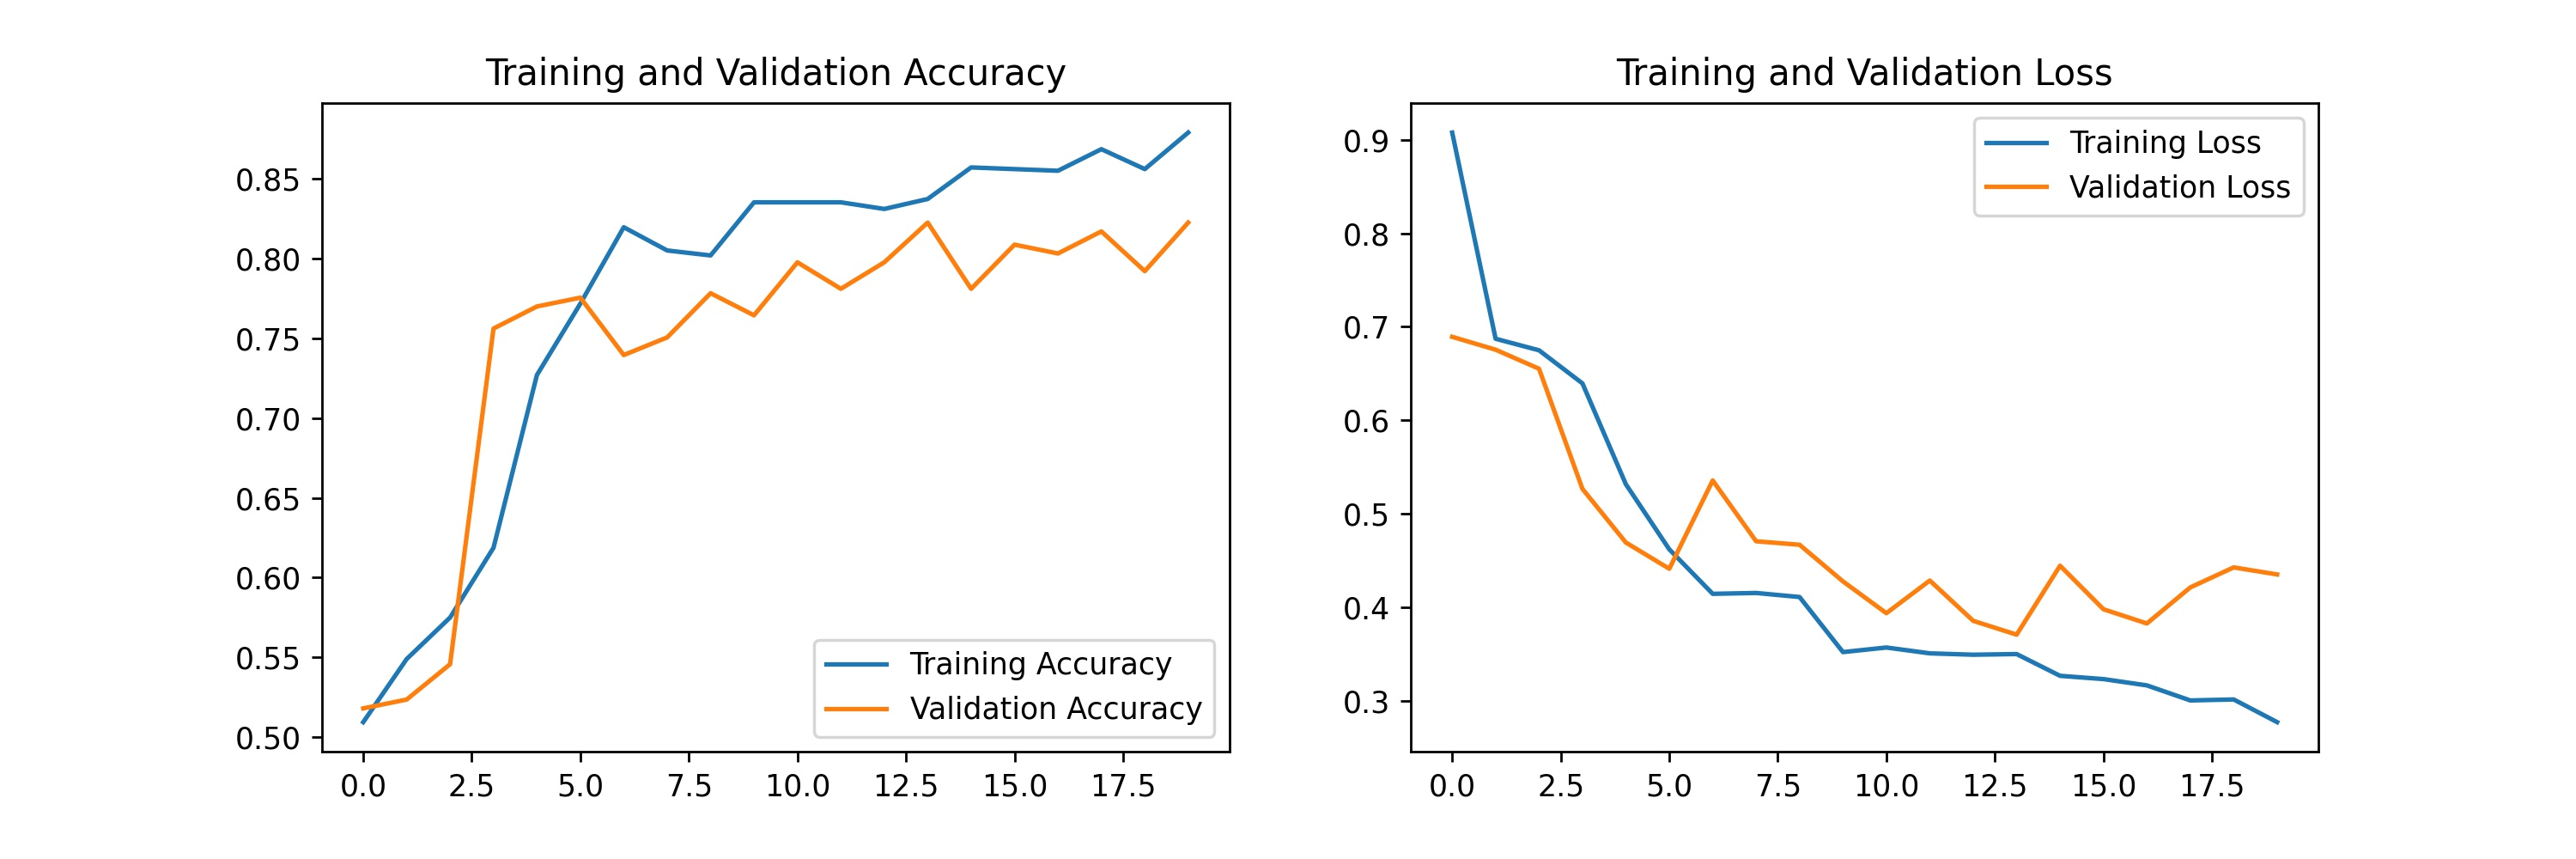 Training and Validation Accuracy
0.85
0.80
0.75
0.70
0.65
0.60
0.55
0.50
Training Accuracy
Validation Accuracy
0.0 2.5 5.0 7.5 10.0 12.5 15.0 17.5
Training and Validation Loss
0.9
0.8
0.7
0.6
0.5
0.4
0.3
Training Loss
Validation Loss
0.0 2.5 5.0 7.5 10.0 12.5 15.0 17.5